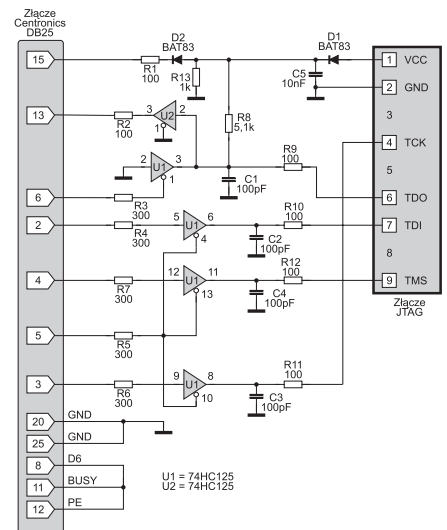 Złącze
Centronics
DB25
D2
BAT83
D1
BAT83
15
R1
100
R13
1k
C5
10nF
1 VCC
2 GND
13
R2
100
3 U2 2
1
R8
5,1k
3
4 TCK
2 U1 3
1
R9
100
5
C1
100pF
6
R3
300
6 TDO
2
R4
300
5 U1 6
4
R10
100
7 TDI
C2
100pF
8
4
R7
300
12 U1 11
13
R12
100
9 TMS
C4
100pF
Złącze
JTAG
5
R5
300
3
R6
300
9 U1 8
10
R11
100
C3
100pF
20 GND
25 GND
8 D6
11 BUSY
12 PE
U1 = 74HC125
U2 = 74HC125